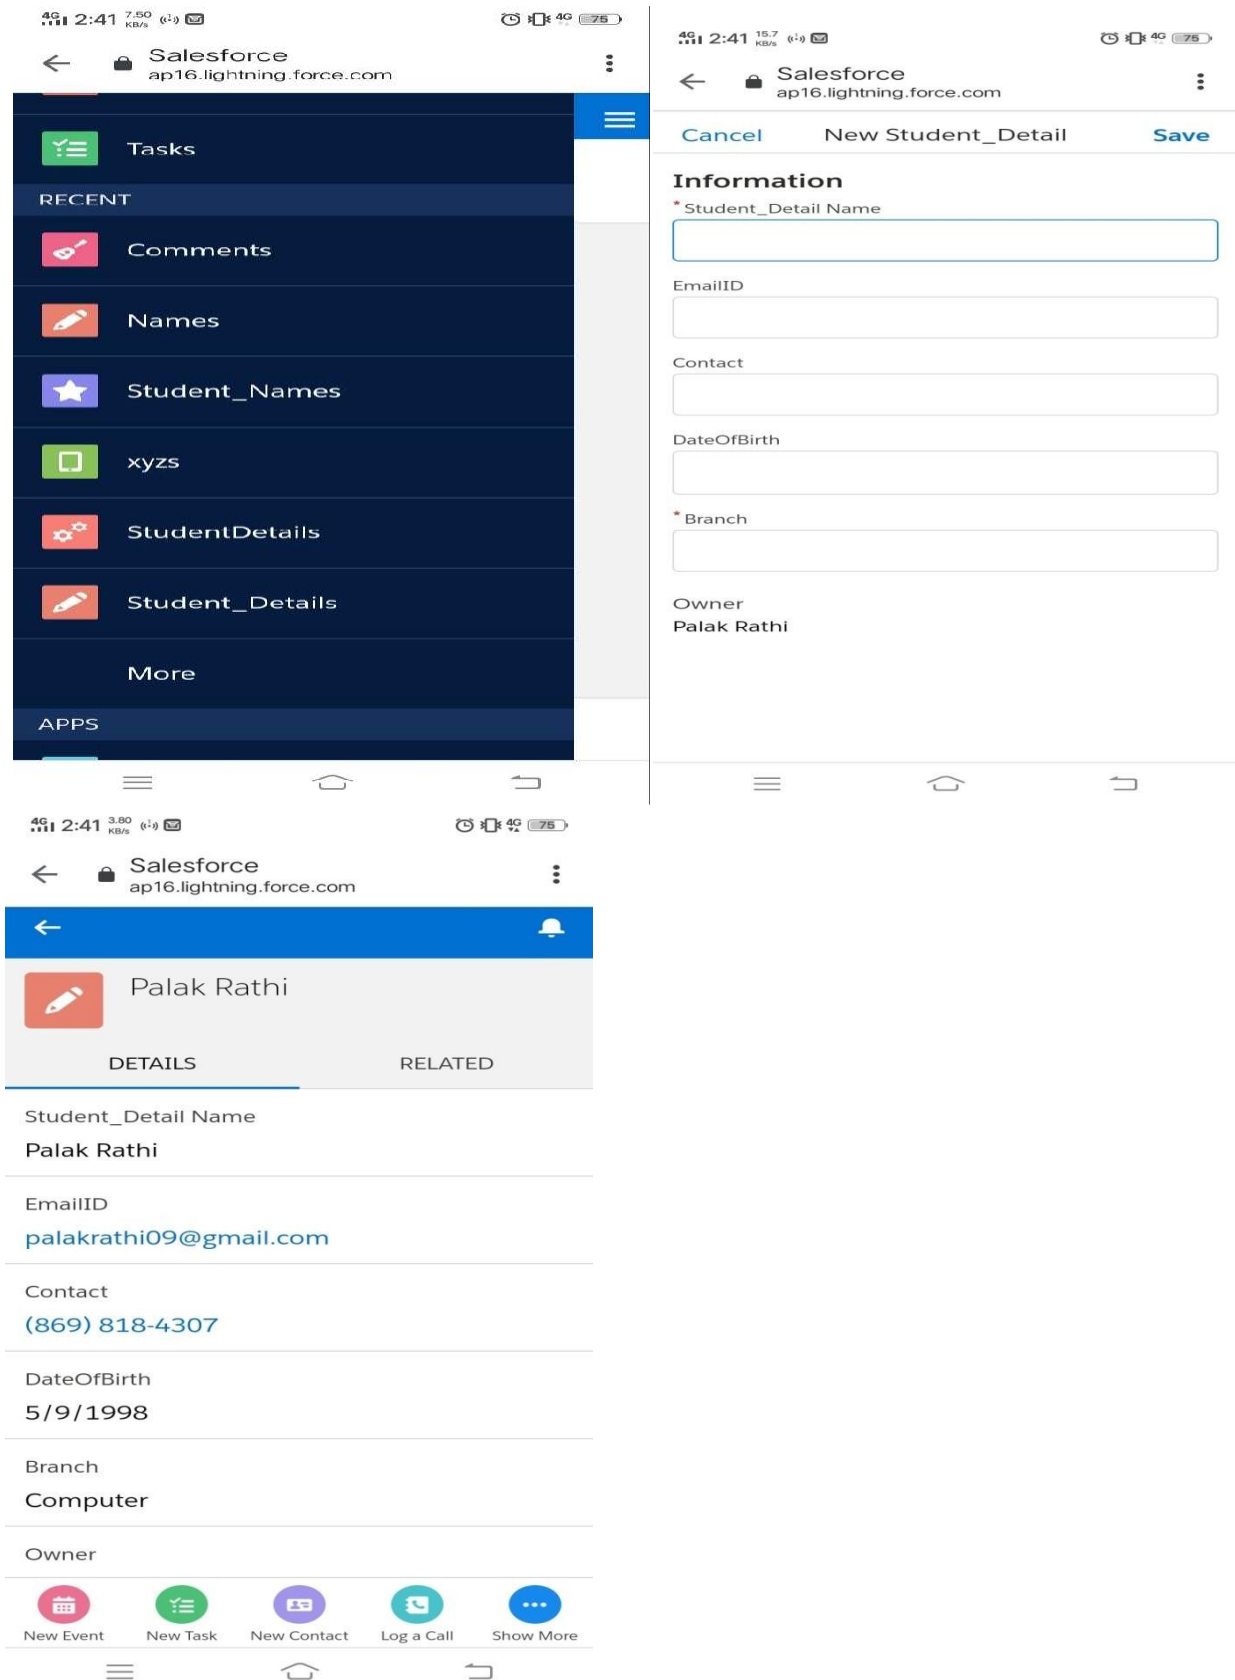 4G 2:41 7.50 KB/s 4G 75
Salesforce
ap16.lightning.force.com
Tasks
RECENT
Comments
Names
Student_Names
xyzs
StudentDetails
Student_Details
More
APPS
4G 2:41 15.7 KB/s 4G 75
Salesforce
ap16.lightning.force.com
Cancel New Student_Detail Save
Information
*Student_Detail Name
EmailID
Contact
DateOfBirth
*Branch
Owner
Palak Rathi
4G 2:41 3.80 KB/s 4G 75
Salesforce
ap16.lightning.force.com
Palak Rathi
DETAILS RELATED
Student_Detail Name
Palak Rathi
EmailID
palakrathi09@gmail.com
Contact
(869) 818-4307
DateOfBirth
5/9/1998
Branch
Computer
Owner
New Event New Task New Contact Log a Call Show More